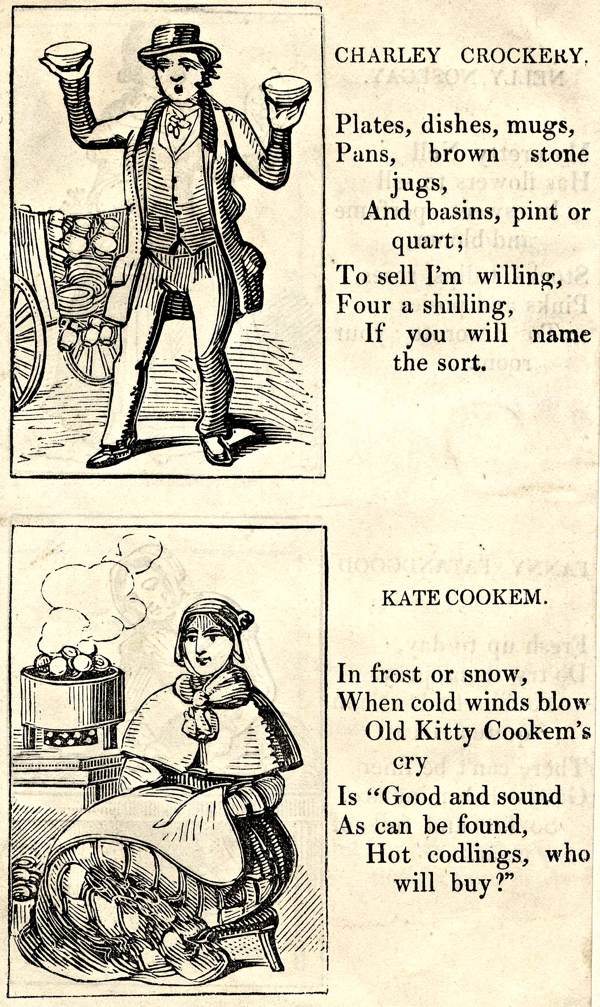 CHARLEY CROCKERY.
Plates, dishes, mugs,
Pans, brown stone
jugs,
And basins, pint or
quart;
To sell I'm willing,
Four a shilling,
If you will name
the sort.
KATE COOKEM.
In frost or snow,
When cold winds blow
Old Kitty Cookem's
cry
Is “Good and sound
As can be found,
Hot codlings, who
will buy?”